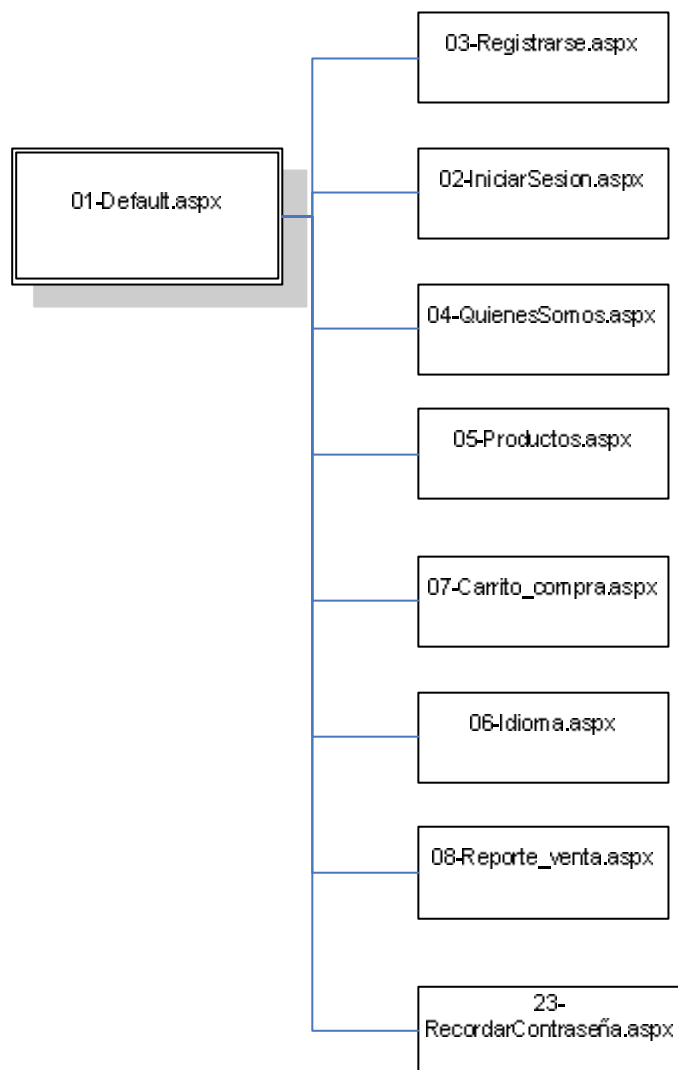 03-Registrarse.aspx
01-Default.aspx
02-IniciarSesion.aspx
04-QuienesSomos.aspx
05-Productos.aspx
07-Carrito_compra.aspx
06-Idioma.aspx
08-Reporte_venta.aspx
23-
RecordarContraseña.aspx